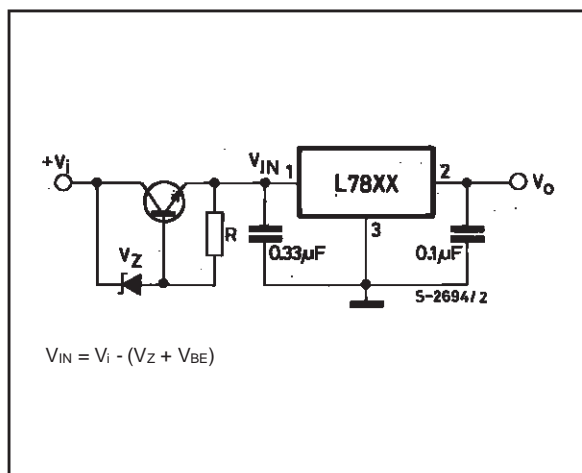 +Vi
VIN
1
L78XX
2
Vo
VZ
R
0.33µF
3
0.1µF
S-2694/2
VIN = Vi - (VZ + VBE)